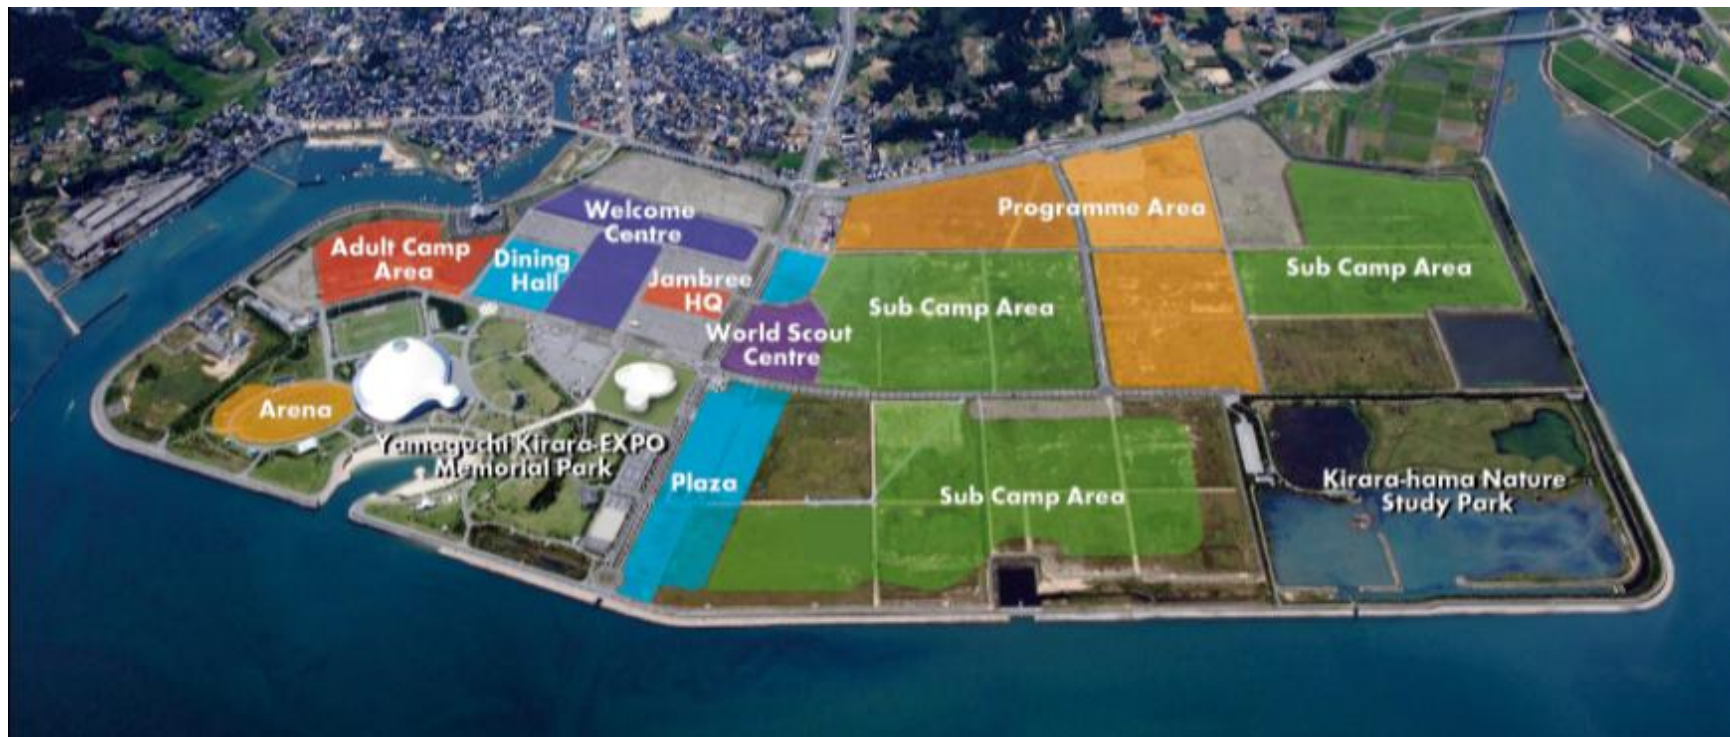 Welcome
Centre
Programme Area
Adult Camp
Area
Dining
Hall
Jambree
HQ
Sub Camp Area
Sub Camp Area
World Scout
Centre
Arena
Yamaguchi Kirara-EXPO
Memorial Park
Plaza
Sub Camp Area
Kirara-hama Nature
Study Park